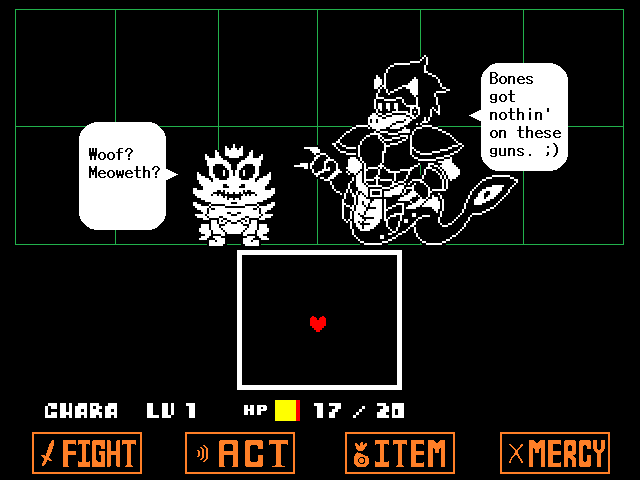 Bones
got
nothin'
on these
guns. ;)
Woof?
Meoweth?
CHARA LV 1 HP 17 / 20
FIGHT ACT ITEM MERCY